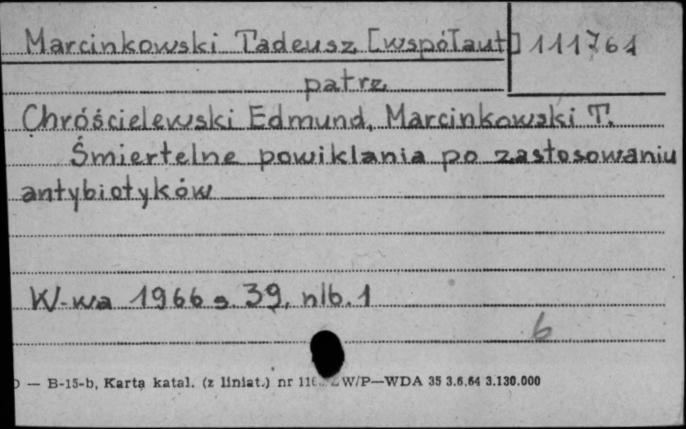 Marcinkowski Tadeusz [współaut] 111761
patrz
Chróścielewski Edmund, Marcinkowski T.
Śmiertelne powiklania po zastosowaniu
antybiotyków
W-wa 1966 s. 39, nlb. 1
6
— B-15-b, Karta katal. (z liniat.) nr W/P—WDA 35 3.6.64 3.130.000